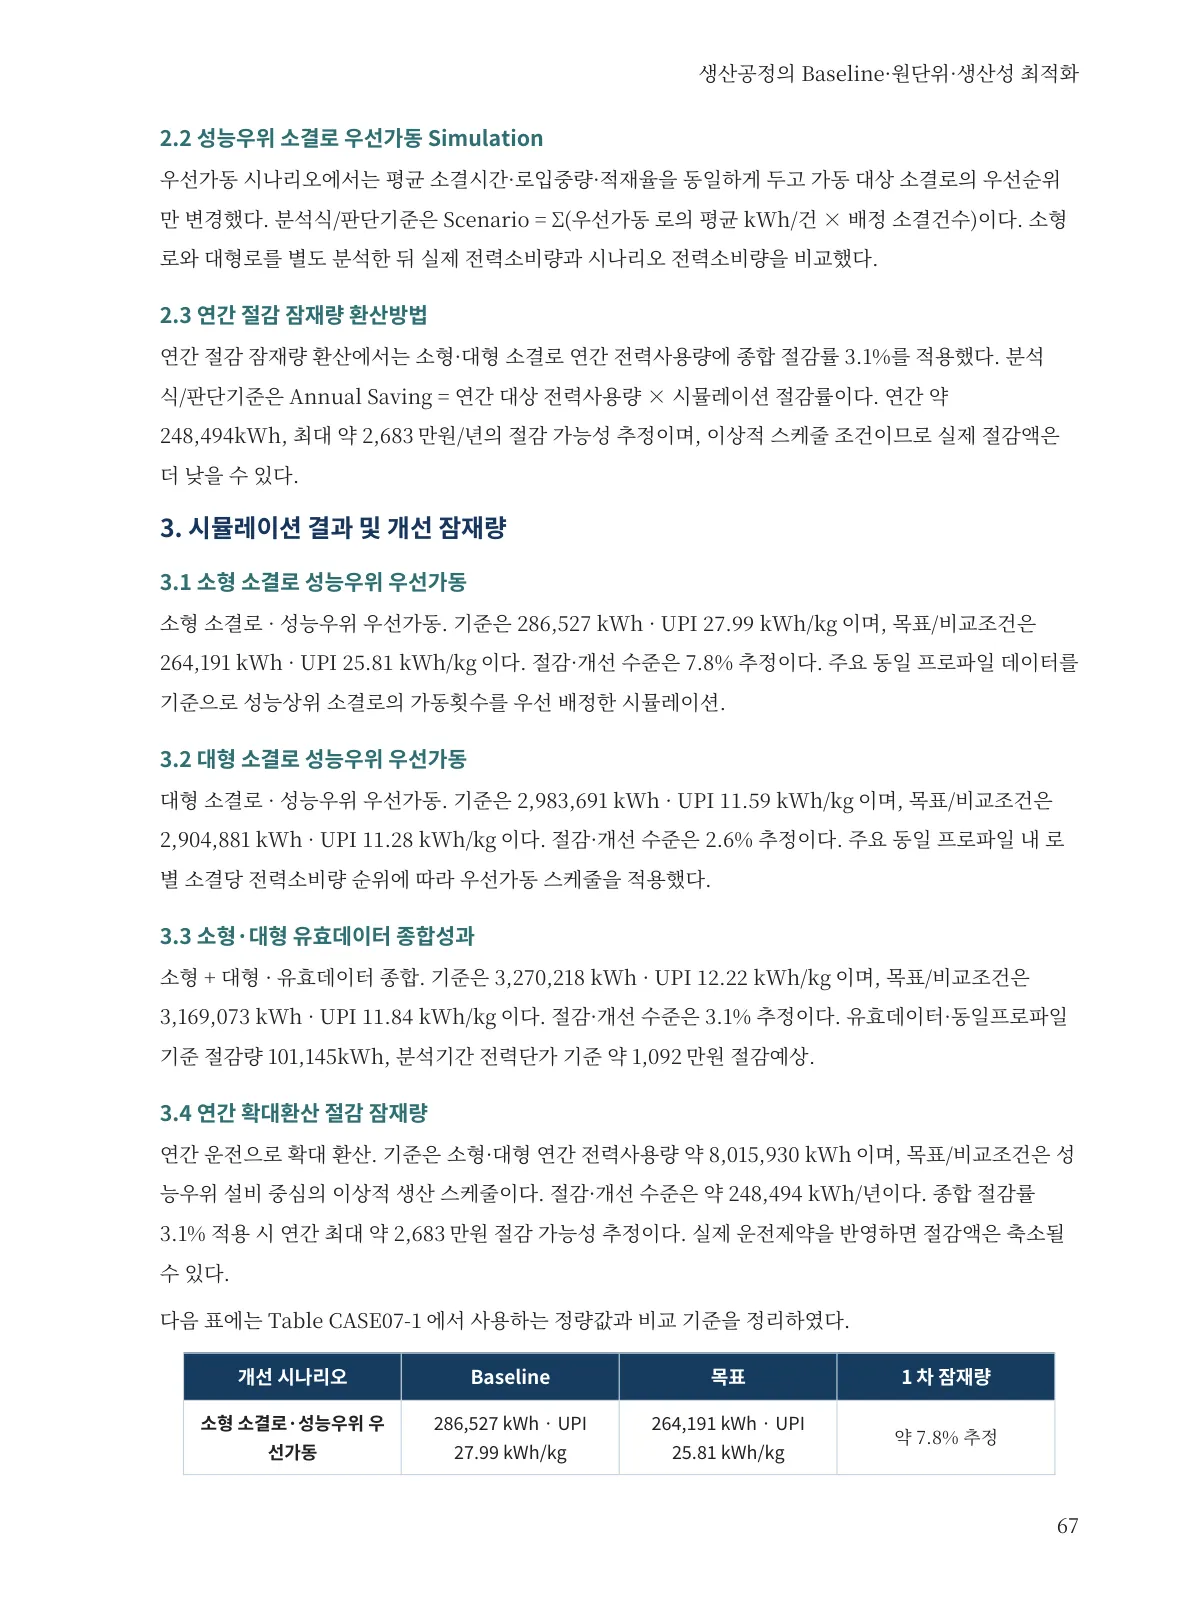 생산공정의 Baseline·원단위·생산성 최적화
2.2 성능우위 소결로 우선가동 Simulation
우선가동 시나리오에서는 평균 소결시간·로입중량·적재율을 동일하게 두고 가동 대상 소결로의 우선순위
만 변경했다. 분석식/판단기준은 Scenario = Σ(우선가동 로의 평균 kWh/건 × 배정 소결건수)이다. 소형
로와 대형로를 별도 분석한 뒤 실제 전력소비량과 시나리오 전력소비량을 비교했다.
2.3 연간 절감 잠재량 환산방법
연간 절감 잠재량 환산에서는 소형·대형 소결로 연간 전력사용량에 종합 절감률 3.1%를 적용했다. 분석
식/판단기준은 Annual Saving = 연간 대상 전력사용량 × 시뮬레이션 절감률이다. 연간 약
248,494kWh, 최대 약 2,683 만원/년의 절감 가능성 추정이며, 이상적 스케줄 조건이므로 실제 절감액은
더 낮을 수 있다.
3. 시뮬레이션 결과 및 개선 잠재량
3.1 소형 소결로 성능우위 우선가동
소형 소결로 · 성능우위 우선가동. 기준은 286,527 kWh · UPI 27.99 kWh/kg 이며, 목표/비교조건은
264,191 kWh · UPI 25.81 kWh/kg 이다. 절감·개선 수준은 7.8% 추정이다. 주요 동일 프로파일 데이터를
기준으로 성능상위 소결로의 가동횟수를 우선 배정한 시뮬레이션.
3.2 대형 소결로 성능우위 우선가동
대형 소결로 · 성능우위 우선가동. 기준은 2,983,691 kWh · UPI 11.59 kWh/kg 이며, 목표/비교조건은
2,904,881 kWh · UPI 11.28 kWh/kg 이다. 절감·개선 수준은 2.6% 추정이다. 주요 동일 프로파일 내 로
별 소결당 전력소비량 순위에 따라 우선가동 스케줄을 적용했다.
3.3 소형·대형 유효데이터 종합성과
소형 + 대형 · 유효데이터 종합. 기준은 3,270,218 kWh · UPI 12.22 kWh/kg 이며, 목표/비교조건은
3,169,073 kWh · UPI 11.84 kWh/kg 이다. 절감·개선 수준은 3.1% 추정이다. 유효데이터·동일프로파일
기준 절감량 101,145kWh, 분석기간 전력단가 기준 약 1,092 만원 절감예상.
3.4 연간 확대환산 절감 잠재량
연간 운전으로 확대 환산. 기준은 소형·대형 연간 전력사용량 약 8,015,930 kWh 이며, 목표/비교조건은 성
능우위 설비 중심의 이상적 생산 스케줄이다. 절감·개선 수준은 약 248,494 kWh/년이다. 종합 절감률
3.1% 적용 시 연간 최대 약 2,683 만원 절감 가능성 추정이다. 실제 운전제약을 반영하면 절감액은 축소될
수 있다.
다음 표에는 Table CASE07-1 에서 사용하는 정량값과 비교 기준을 정리하였다.
개선 시나리오 Baseline 목표 1 차 잠재량
소형 소결로·성능우위 우 286,527 kWh · UPI 264,191 kWh · UPI 약 7.8% 추정
선가동 27.99 kWh/kg 25.81 kWh/kg
67